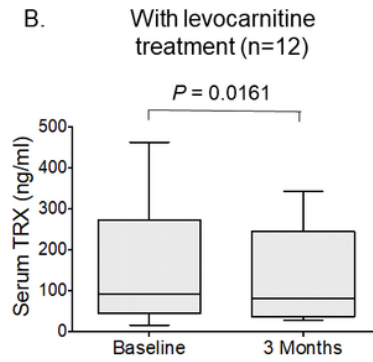 B.
With levocarnitine
treatment (n=12)
P = 0.0161
Serum TRX (ng/ml)
500
400
300
200
100
0
Baseline
3 Months